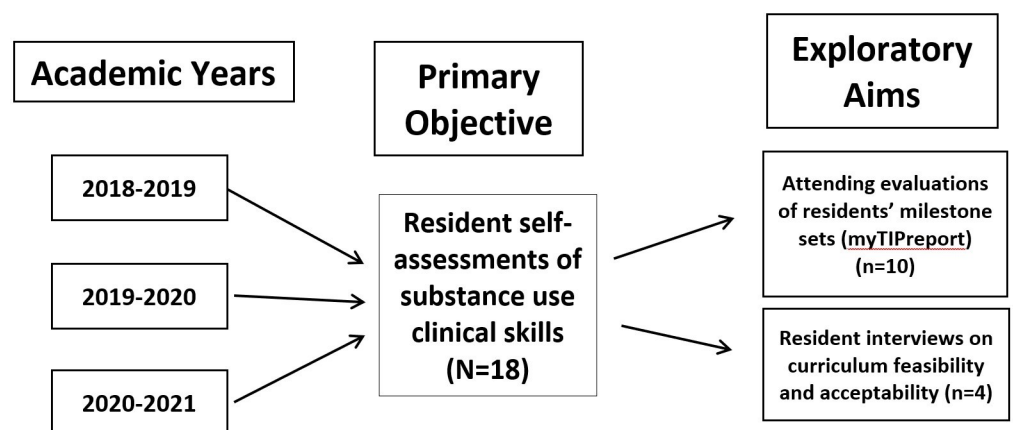 Academic Years
2018-2019
2019-2020
2020-2021
Primary
Objective
Resident self-
assessments of
substance use
clinical skills
(N=18)
Exploratory
Aims
Attending evaluations
of residents’ milestone
sets (myTIPreport)
(n=10)
Resident interviews on
curriculum feasibility
and acceptability (n=4)